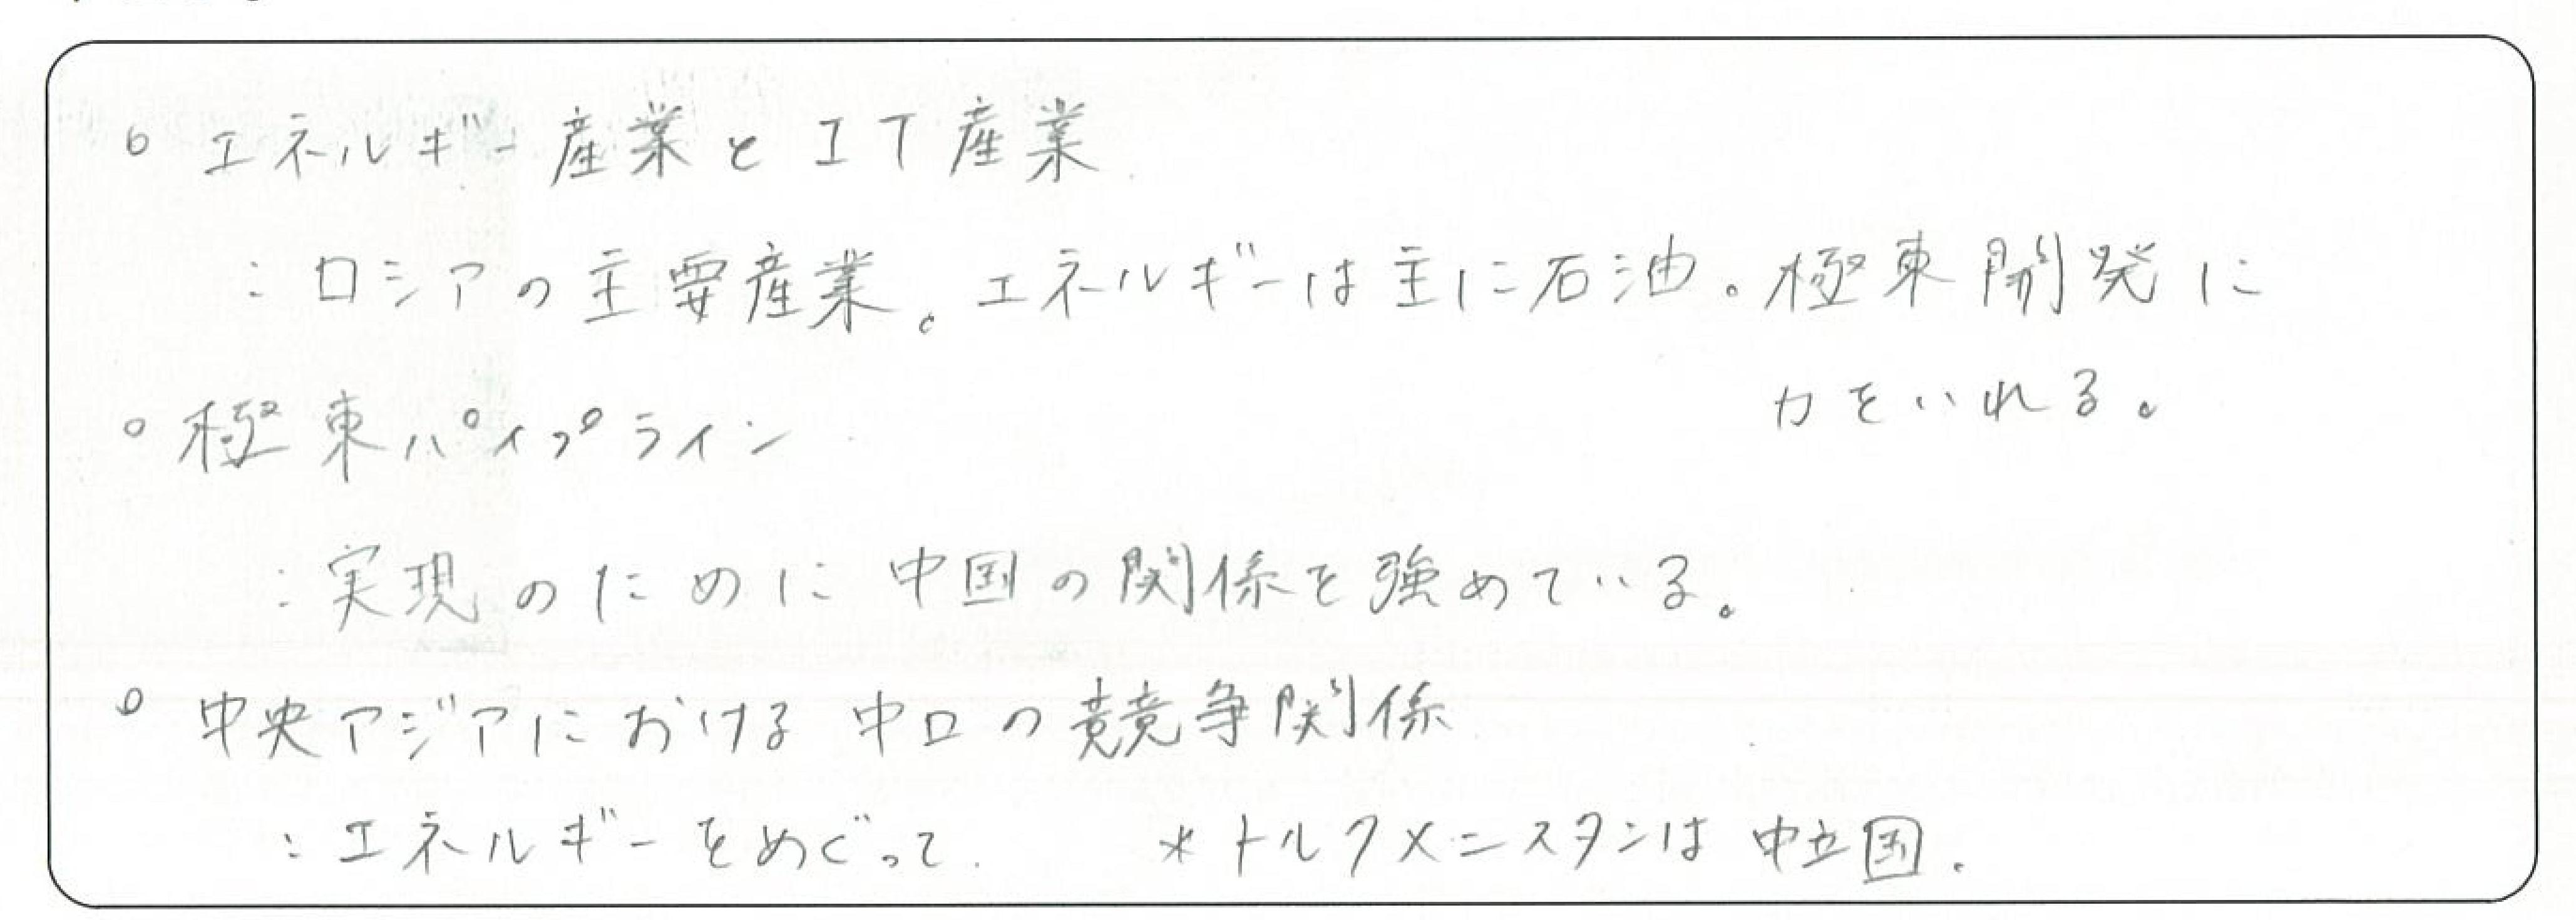 ○ エネルギー産業とIT産業
：ロシアの主要産業。エネルギーは主に石油。極東開発に
力をいれる。
○ 極東パイプライン
：実現のために中国の関係を強めている。
○ 中央アジアにおける中ロの競争関係
：エネルギーをめぐって． ＊トルクメニスタンは中立国．